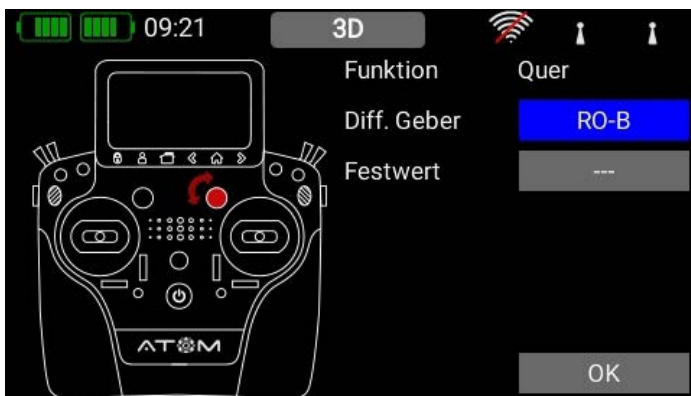 09:21 3D
Funktion Quer
Diff. Geber RO-B
Festwert ---
ATOM
OK